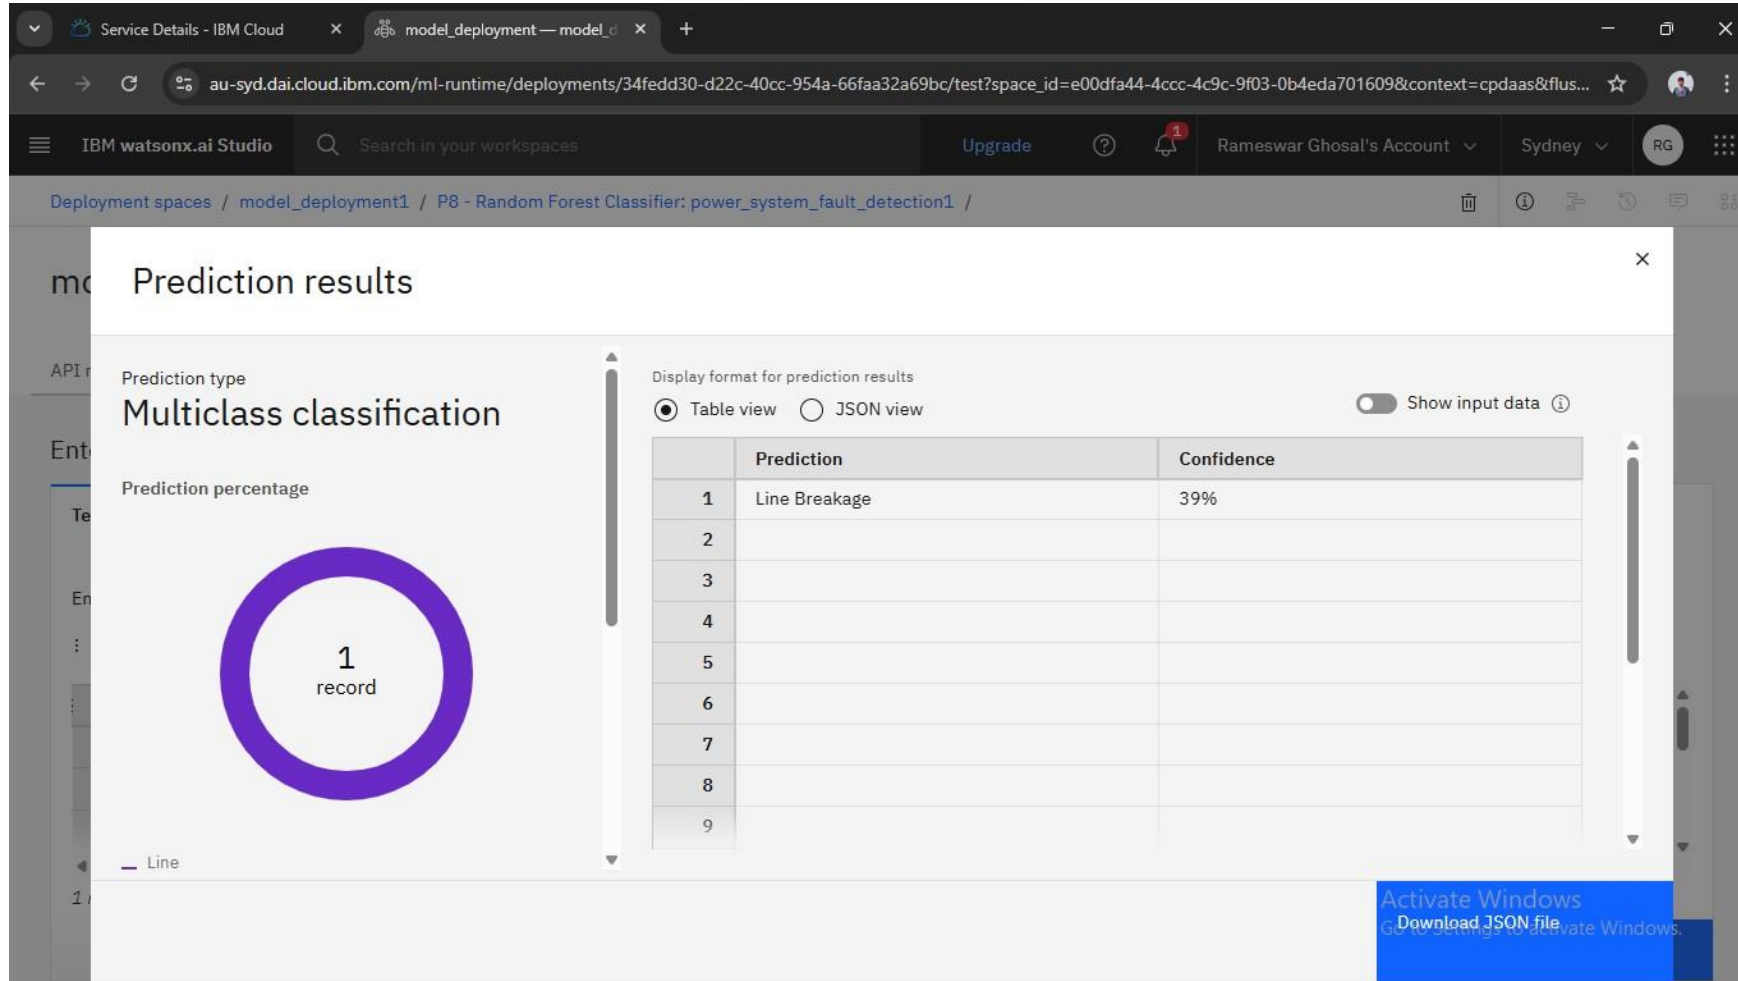 Service Details - IBM Cloud
model_deployment — model_d
au-syd.dai.cloud.ibm.com/ml-runtime/deployments/34fedd30-d22c-40cc-954a-66faa32a69bc/test?space_id=e00dfa44-4ccc-4c9c-9f03-0b4eda701609&context=cpdaas&flus...
IBM watsonx.ai Studio
Search in your workspaces
Upgrade
1
Rameswar Ghosal's Account
Sydney
RG
Deployment spaces / model_deployment1 / P8 - Random Forest Classifier: power_system_fault_detection1 /
mo
Prediction results
API r
Prediction type
Multiclass classification
Display format for prediction results
Table view
JSON view
Show input data
Ente
Prediction percentage
Te
En
1
record
Line
1 r
Prediction Confidence
1 Line Breakage 39%
2
3
4
5
6
7
8
9
Activate Windows
Go to Settings to activate Windows.
Download JSON file